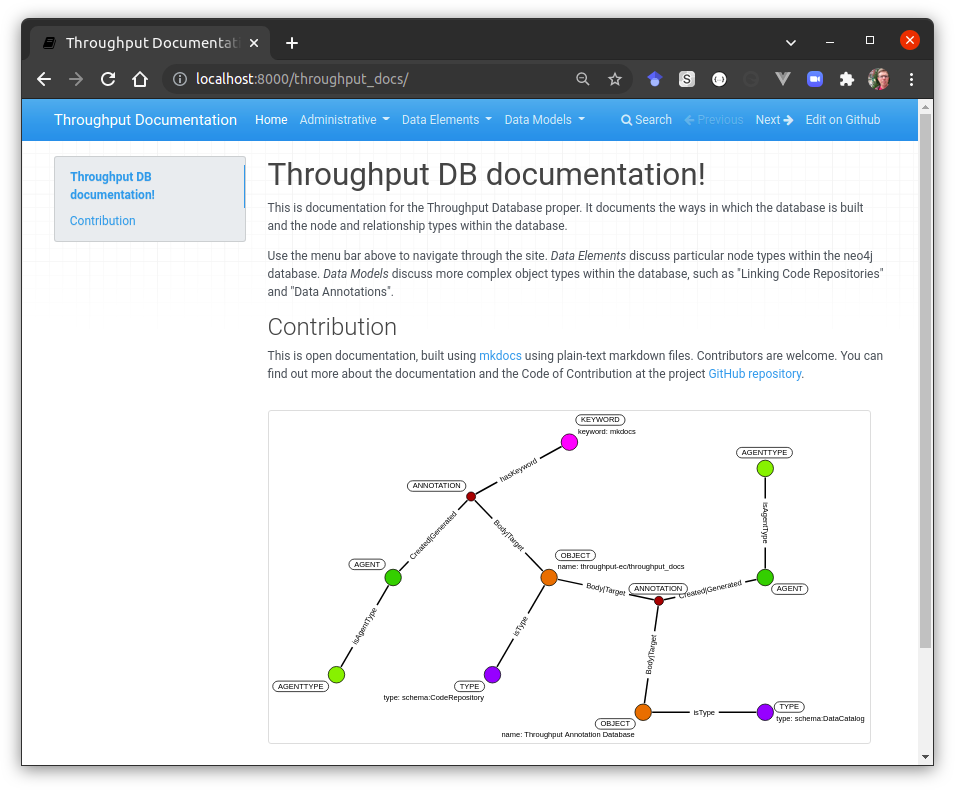 Throughput Documentati
localhost:8000/throughput_docs/
S
Throughput Documentation Home Administrative Data Elements Data Models Search Previous Next Edit on Github
Throughput DB
documentation!
Contribution
Throughput DB documentation!
This is documentation for the Throughput Database proper. It documents the ways in which the database is built
and the node and relationship types within the database.
Use the menu bar above to navigate through the site. Data Elements discuss particular node types within the neo4j
database. Data Models discuss more complex object types within the database, such as "Linking Code Repositories"
and "Data Annotations".
Contribution
This is open documentation, built using mkdocs using plain-text markdown files. Contributors are welcome. You can
find out more about the documentation and the Code of Contribution at the project GitHub repository.
KEYWORD
keyword: mkdocs
AGENTTYPE
hasKeyword
ANNOTATION
isAgentType
Created|Generated
Body|Target
OBJECT
name: throughput-ec/throughput_docs
AGENT
Body|Target
ANNOTATION
Created|Generated
AGENT
isAgentType
isType
Body|Target
AGENTTYPE
TYPE
type: schema:CodeRepository
isType
TYPE
type: schema:DataCatalog
OBJECT
name: Throughput Annotation Database